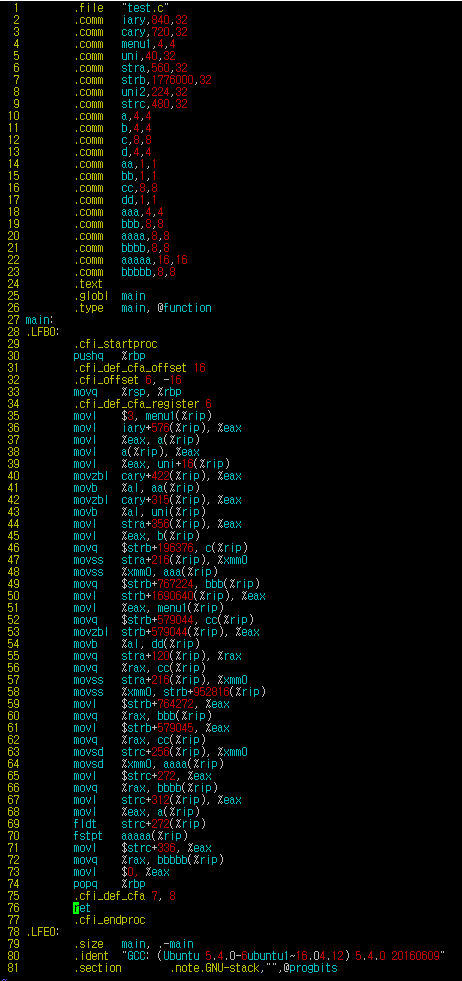 1 .file "test.c"
2 .comm iary,840,32
3 .comm cary,720,32
4 .comm menu1,4,4
5 .comm uni,40,32
6 .comm stra,560,32
7 .comm strb,1776000,32
8 .comm uni2,224,32
9 .comm strc,480,32
10 .comm a,4,4
11 .comm b,4,4
12 .comm c,8,8
13 .comm d,4,4
14 .comm aa,1,1
15 .comm bb,1,1
16 .comm cc,8,8
17 .comm dd,1,1
18 .comm aaa,4,4
19 .comm bbb,8,8
20 .comm aaaa,8,8
21 .comm bbbb,8,8
22 .comm aaaaa,16,16
23 .comm bbbbb,8,8
24 .text
25 .globl main
26 .type main, @function
27 main:
28 .LFB0:
29 .cfi_startproc
30 pushq %rbp
31 .cfi_def_cfa_offset 16
32 .cfi_offset 6, -16
33 movq %rsp, %rbp
34 .cfi_def_cfa_register 6
35 movl $3, menu1(%rip)
36 movl iary+576(%rip), %eax
37 movl %eax, a(%rip)
38 movl a(%rip), %eax
39 movl %eax, uni+16(%rip)
40 movzbl cary+422(%rip), %eax
41 movb %al, aa(%rip)
42 movzbl cary+315(%rip), %eax
43 movb %al, uni(%rip)
44 movl stra+356(%rip), %eax
45 movl %eax, b(%rip)
46 movq $strb+196376, c(%rip)
47 movss stra+216(%rip), %xmm0
48 movss %xmm0, aaa(%rip)
49 movq $strb+767224, bbb(%rip)
50 movl strb+1690640(%rip), %eax
51 movl %eax, menu1(%rip)
52 movq $strb+579044, cc(%rip)
53 movzbl strb+579044(%rip), %eax
54 movb %al, dd(%rip)
55 movq stra+120(%rip), %rax
56 movq %rax, cc(%rip)
57 movss stra+216(%rip), %xmm0
58 movss %xmm0, strb+952816(%rip)
59 movl $strb+764272, %eax
60 movq %rax, bbb(%rip)
61 movl $strb+579045, %eax
62 movq %rax, cc(%rip)
63 movsd strc+256(%rip), %xmm0
64 movsd %xmm0, aaaa(%rip)
65 movl $strc+272, %eax
66 movq %rax, bbbb(%rip)
67 movl strc+312(%rip), %eax
68 movl %eax, a(%rip)
69 fldt strc+272(%rip)
70 fstpt aaaaa(%rip)
71 movl $strc+336, %eax
72 movq %rax, bbbbb(%rip)
73 movl $0, %eax
74 popq %rbp
75 .cfi_def_cfa 7, 8
76 ret
77 .cfi_endproc
78 .LFE0:
79 .size main, .-main
80 .ident "GCC: (Ubuntu 5.4.0-6ubuntu1~16.04.12) 5.4.0 20160609"
81 .section .note.GNU-stack,"",@progbits
~